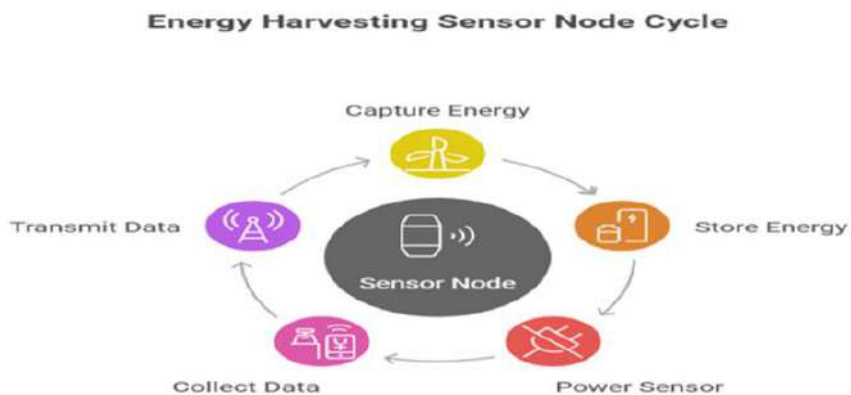 Energy Harvesting Sensor Node Cycle
Capture Energy
Transmit Data
Store Energy
Sensor Node
Collect Data
Power Sensor